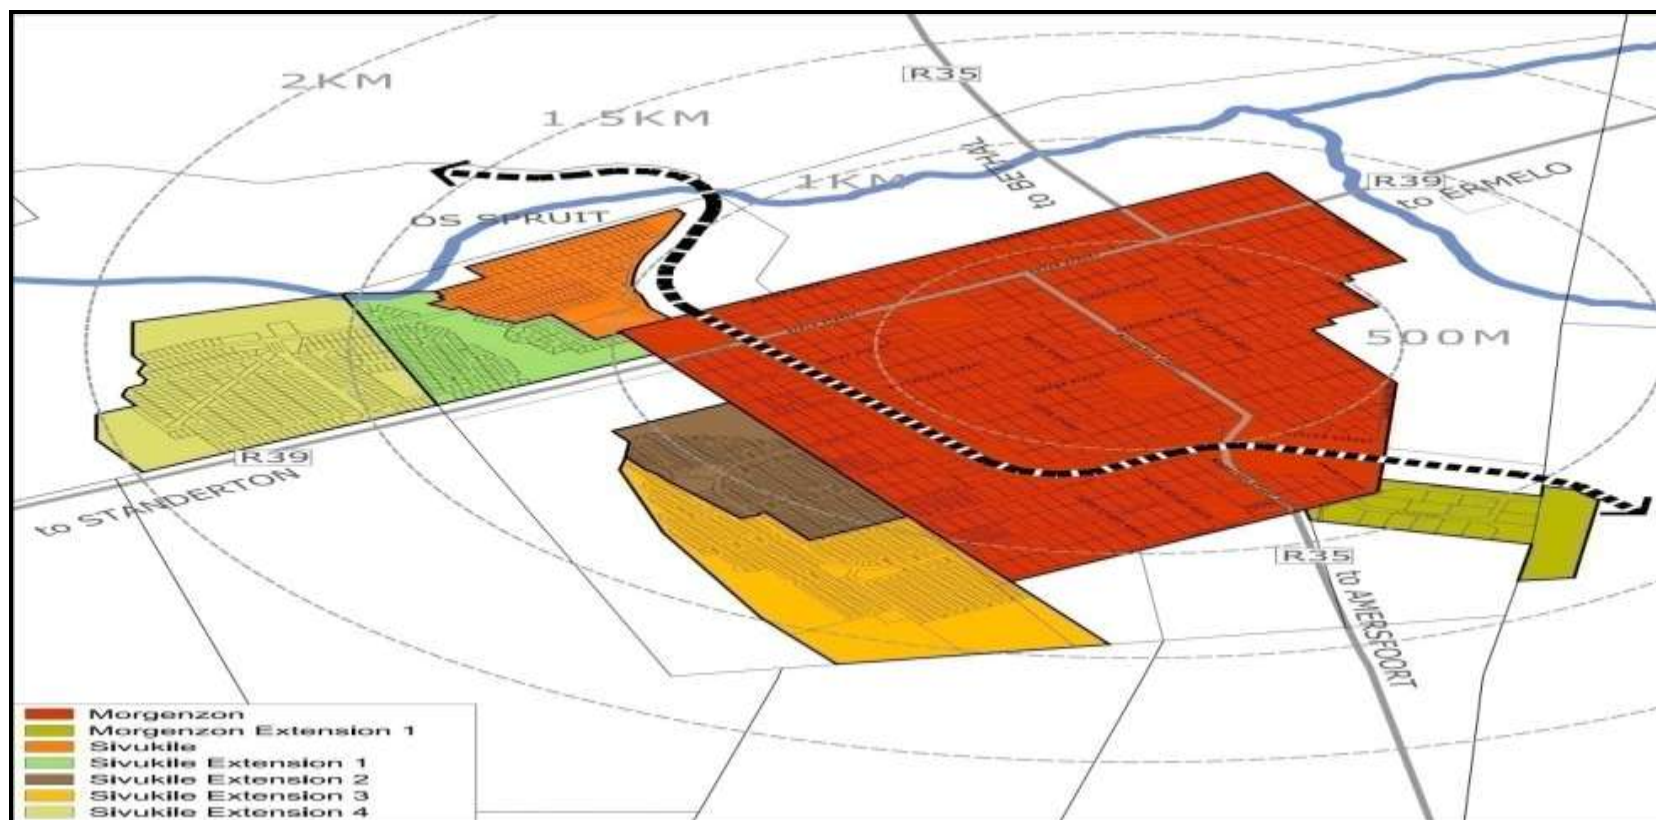 2KM
1.5KM
R35
to BETHAL
1KM
R39
to ERMELO
OS SPRUIT
500M
R39
to STANDERTON
R35
to AMERSFOORT
Morgenzon
Morgenzon Extension 1
Sivukile
Sivukile Extension 1
Sivukile Extension 2
Sivukile Extension 3
Sivukile Extension 4